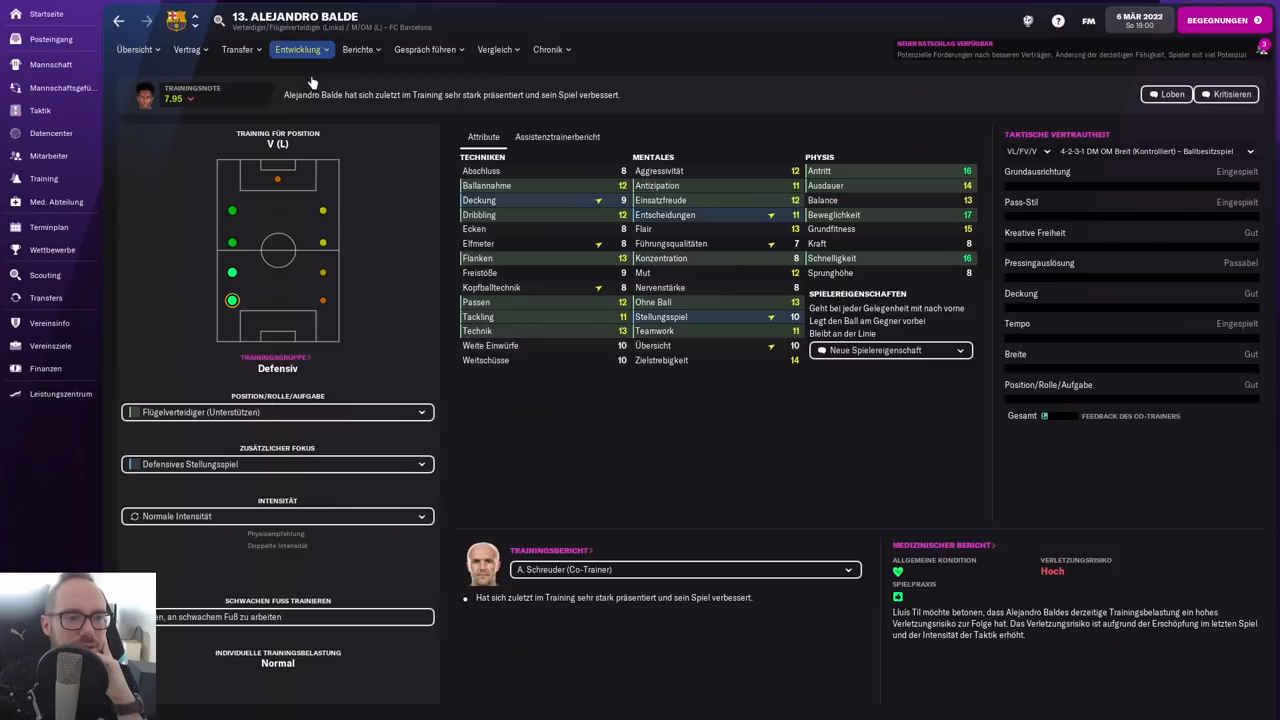 Startseite
Posteingang
Mannschaft
Mannschaftsgefü...
Taktik
Datencenter
Mitarbeiter
Training
Med. Abteilung
Terminplan
Wettbewerbe
Scouting
Transfers
Vereinsinfo
Vereinsziele
Finanzen
Leistungszentrum
13. ALEJANDRO BALDE
Verteidiger/Flügelverteidiger (Links) / M/OM (L) - FC Barcelona
FM
6 MÄR 2022
So 19:00
BEGEGNUNGEN
Übersicht
Vertrag
Transfer
Entwicklung
Berichte
Gespräch führen
Vergleich
Chronik
NEUER RATSCHLAG VERFÜGBAR
Potenzielle Forderungen nach besseren Verträgen, Änderung der derzeitigen Fähigkeit, Spieler mit viel Potenzial
3
TRAININGSNOTE
7.95
Alejandro Balde hat sich zuletzt im Training sehr stark präsentiert und sein Spiel verbessert.
Loben
Kritisieren
TRAINING FÜR POSITION
V (L)
TRAININGSGRUPPE
Defensiv
POSITION/ROLLE/AUFGABE
Flügelverteidiger (Unterstützen)
ZUSÄTZLICHER FOKUS
Defensives Stellungsspiel
INTENSITÄT
Normale Intensität
Physioempfehlung:
Doppelte Intensität
SCHWACHEN FUSS TRAINIEREN
en, an schwachem Fuß zu arbeiten
INDIVIDUELLE TRAININGSBELASTUNG
Normal
Attribute
Assistenztrainerbericht
TECHNIKEN
Abschluss 8
Ballannahme 12
Deckung 9
Dribbling 12
Ecken 8
Elfmeter 8
Flanken 13
Freistöße 9
Kopfballtechnik 8
Passen 12
Tackling 11
Technik 13
Weite Einwürfe 10
Weitschüsse 10
MENTALES
Aggressivität 12
Antizipation 11
Einsatzfreude 12
Entscheidungen 11
Flair 13
Führungsqualitäten 7
Konzentration 8
Mut 12
Nervenstärke 8
Ohne Ball 13
Stellungsspiel 10
Teamwork 11
Übersicht 10
Zielstrebigkeit 14
PHYSIS
Antritt 16
Ausdauer 14
Balance 13
Beweglichkeit 17
Grundfitness 15
Kraft 8
Schnelligkeit 16
Sprunghöhe 8
SPIELEREIGENSCHAFTEN
Geht bei jeder Gelegenheit mit nach vorne
Legt den Ball am Gegner vorbei
Bleibt an der Linie
Neue Spielereigenschaft
TAKTISCHE VERTRAUTHEIT
VL/FV/V
4-2-3-1 DM OM Breit (Kontrolliert) – Ballbesitzspiel
Grundausrichtung Eingespielt
Pass-Stil Eingespielt
Kreative Freiheit Eingespielt
Pressingauslösung Passabel
Deckung Gut
Tempo Eingespielt
Breite Gut
Position/Rolle/Aufgabe Gut
Gesamt FEEDBACK DES CO-TRAINERS
TRAININGSBERICHT
A. Schreuder (Co-Trainer)
Hat sich zuletzt im Training sehr stark präsentiert und sein Spiel verbessert.
MEDIZINISCHER BERICHT
ALLGEMEINE KONDITION
VERLETZUNGSRISIKO
Hoch
SPIELPRAXIS
Lluís Til möchte betonen, dass Alejandro Baldes derzeitige Trainingsbelastung ein hohes
Verletzungsrisiko zur Folge hat. Das Verletzungsrisiko ist aufgrund der Erschöpfung im letzten Spiel
und der Intensität der Taktik erhöht.